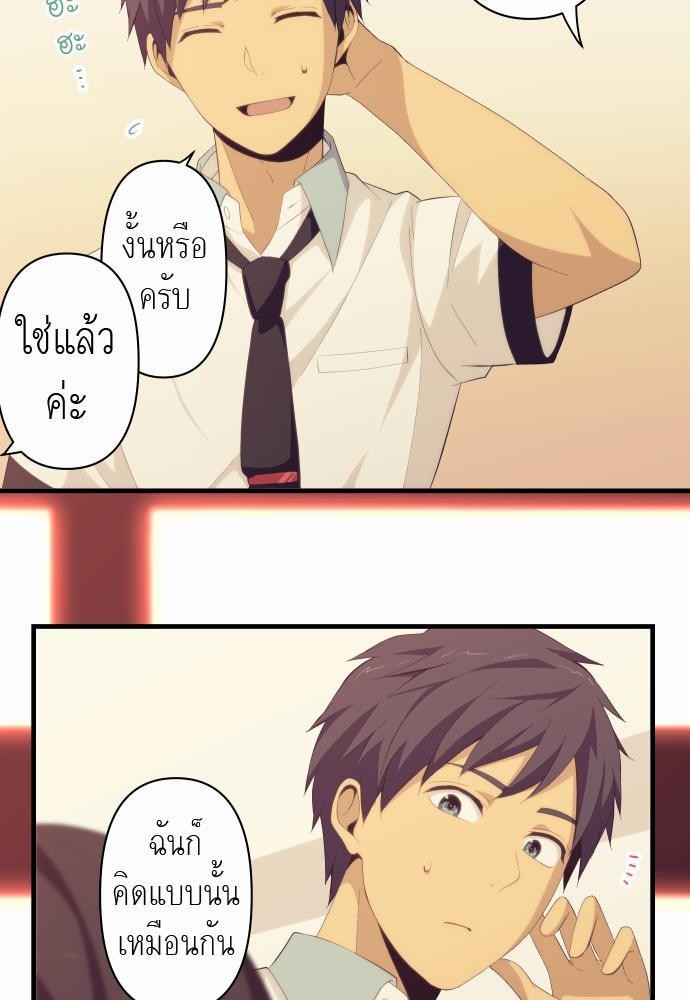 ฮะ
ฮะ
งั้นหรือ
ครับ
ใช่แล้ว
ค่ะ
ฉันก็
คิดแบบนั้น
เหมือนกัน